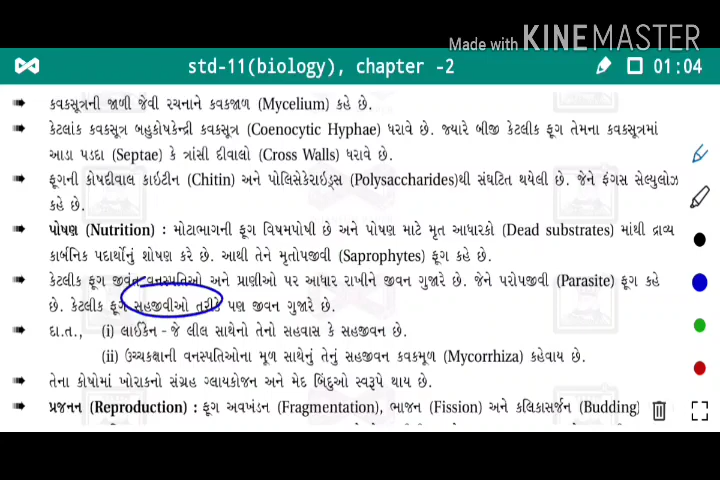 Made with KINEMASTER
std-11(biology), chapter -2
01:04
➠ કવકસૂત્રની જાળી જેવી રચનાને કવકજાળ (Mycelium) કહે છે.
➠ કેટલાંક કવકસૂત્ર બહુકોષકેન્દ્રી કવકસૂત્ર (Coenocytic Hyphae) ધરાવે છે. જ્યારે બીજી કેટલીક ફૂગ તેમના કવકસૂત્રમાં
આડા પડદા (Septae) કે ત્રાંસી દીવાલો (Cross Walls) ધરાવે છે.
➠ ફૂગની કોષદીવાલ કાઇટીન (Chitin) અને પોલિસેકેરાઇડ્સ (Polysaccharides)થી સંઘટિત થયેલી છે. જેને ફંગસ સેલ્યુલોઝ
કહે છે.
➠ પોષણ (Nutrition) : મોટાભાગની ફૂગ વિષમપોષી છે અને પોષણ માટે મૃત આધારકો (Dead substrates) માંથી દ્રાવ્ય
કાર્બનિક પદાર્થોનું શોષણ કરે છે. આથી તેને મૃતોપજીવી (Saprophytes) ફૂગ કહે છે.
➠ કેટલીક ફૂગ જીવંત વનસ્પતિઓ અને પ્રાણીઓ પર આધાર રાખીને જીવન ગુજારે છે. જેને પરોપજીવી (Parasite) ફૂગ કહે
છે. કેટલીક ફૂગ સહજીવીઓ તરીકે પણ જીવન ગુજારે છે.
➠ દા.ત., (i) લાઈકેન - જે લીલ સાથેનો તેનો સહવાસ કે સહજીવન છે.
(ii) ઉચ્ચકક્ષાની વનસ્પતિઓના મૂળ સાથેનું તેનું સહજીવન કવકમૂળ (Mycorrhiza) કહેવાય છે.
➠ તેના કોષોમાં ખોરાકનો સંગ્રહ ગ્લાયકોજન અને મેદ બિંદુઓ સ્વરૂપે થાય છે.
➠ પ્રજનન (Reproduction) : ફૂગ અવખંડન (Fragmentation), ભાજન (Fission) અને કલિકાસર્જન (Budding)